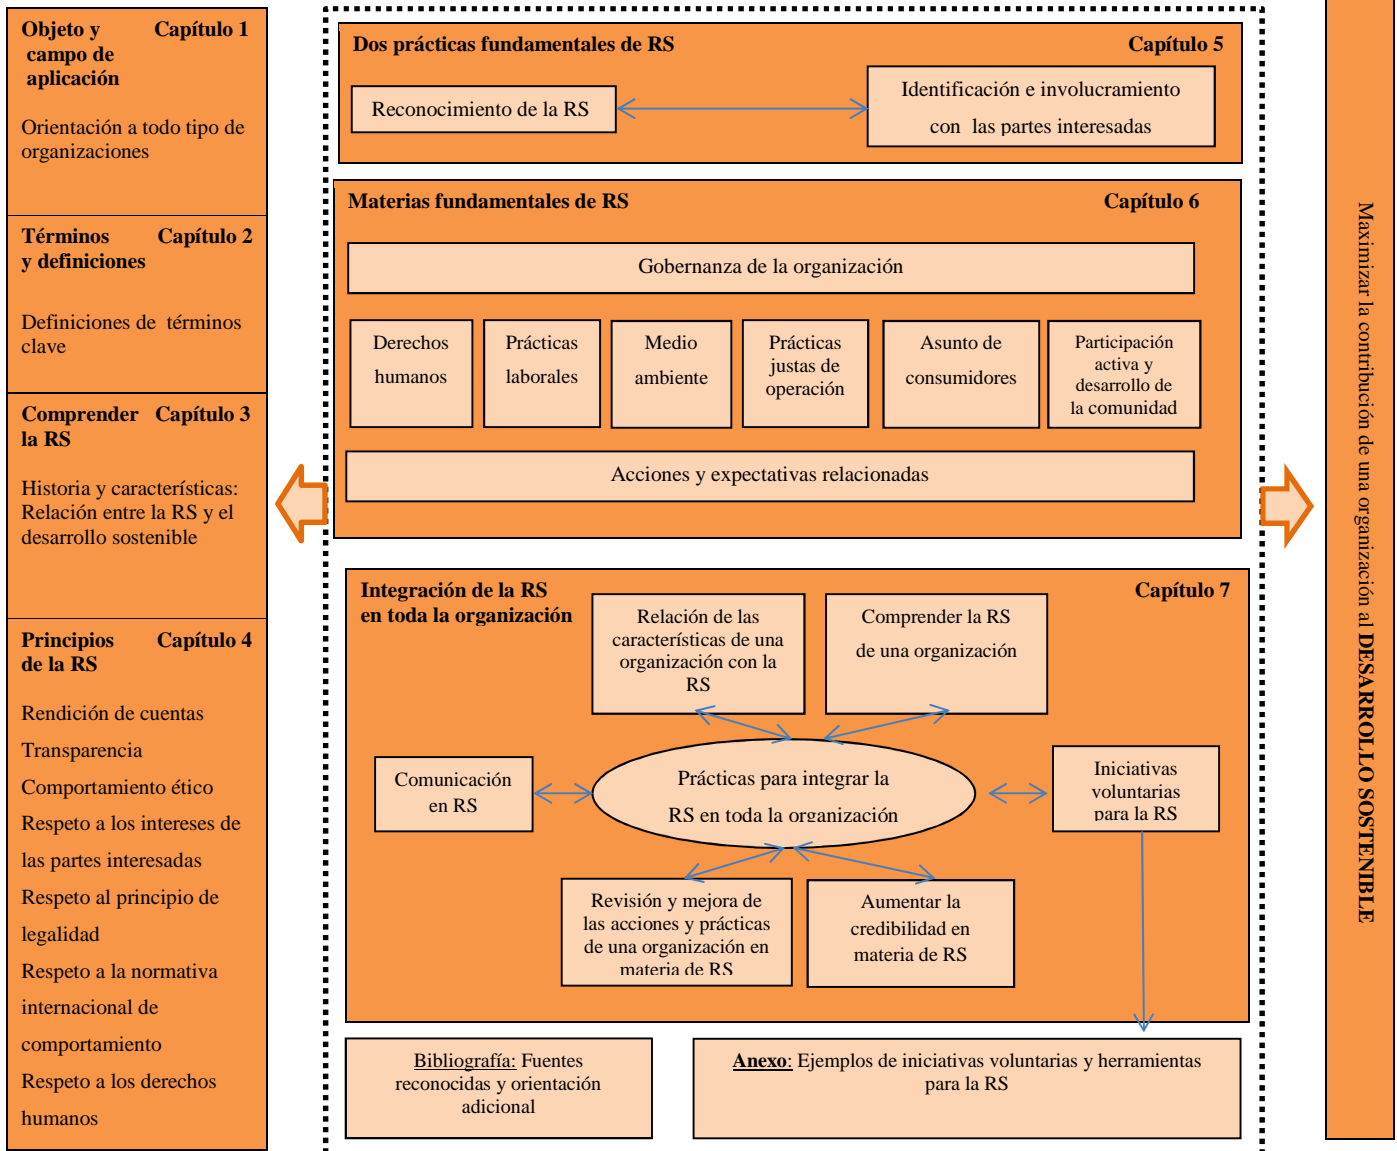 Objeto y Capítulo 1
campo de
aplicación
Orientación a todo tipo de
organizaciones
Términos Capítulo 2
y definiciones
Definiciones de términos
clave
Comprender Capítulo 3
la RS
Historia y características:
Relación entre la RS y el
desarrollo sostenible
Principios Capítulo 4
de la RS
Rendición de cuentas
Transparencia
Comportamiento ético
Respeto a los intereses de
las partes interesadas
Respeto al principio de
legalidad
Respeto a la normativa
internacional de
comportamiento
Respeto a los derechos
humanos
Dos prácticas fundamentales de RS Capítulo 5
Reconocimiento de la RS
Identificación e involucramiento
con las partes interesadas
Materias fundamentales de RS Capítulo 6
Gobernanza de la organización
Derechos
humanos
Prácticas
laborales
Medio
ambiente
Prácticas
justas de
operación
Asunto de
consumidores
Participación
activa y
desarrollo de
la comunidad
Acciones y expectativas relacionadas
Integración de la RS Capítulo 7
en toda la organización
Relación de las
características de una
organización con la
RS
Comprender la RS
de una organización
Comunicación
en RS
Prácticas para integrar la
RS en toda la organización
Iniciativas
voluntarias
para la RS
Revisión y mejora de
las acciones y prácticas
de una organización en
materia de RS
Aumentar la
credibilidad en
materia de RS
Bibliografía: Fuentes
reconocidas y orientación
adicional
Anexo: Ejemplos de iniciativas voluntarias y herramientas
para la RS
Maximizar la contribución de una organización al DESARROLLO SOSTENIBLE